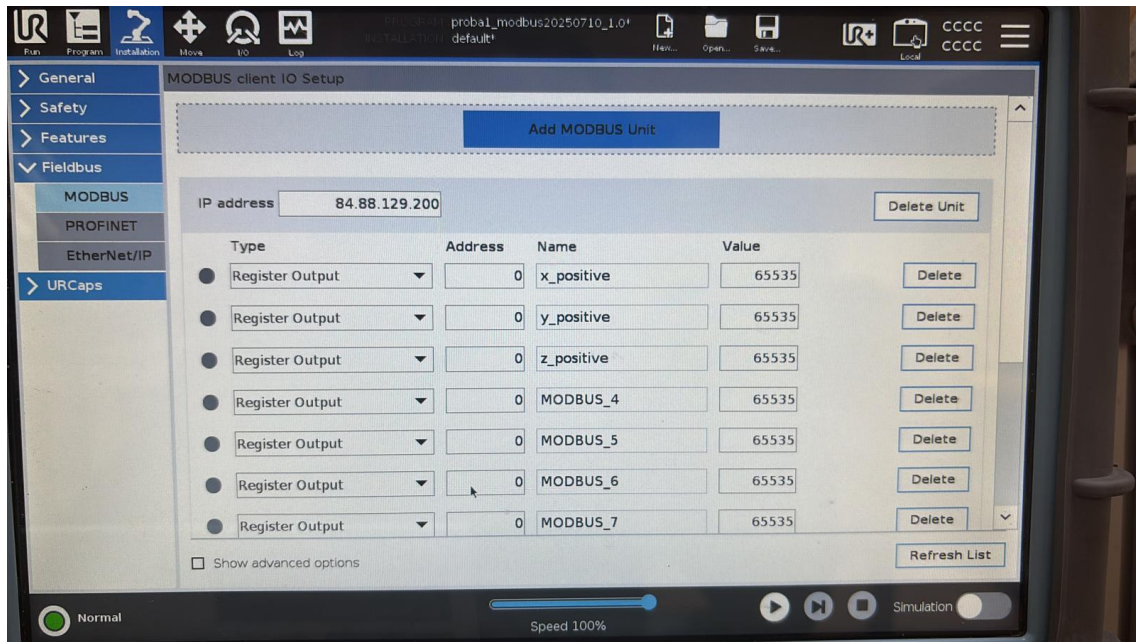 UR UR+
PROGRAM proba1_modbus20250710_1.0*
INSTALLATION default*
CCCC
CCCC
Run Program Installation Move I/O Log New... Open... Save... Local
General
Safety
Features
Fieldbus
MODBUS
PROFINET
EtherNet/IP
URCaps
MODBUS client IO Setup
Add MODBUS Unit
IP address 84.88.129.200 Delete Unit
Type Address Name Value
Register Output 0 x_positive 65535 Delete
Register Output 0 y_positive 65535 Delete
Register Output 0 z_positive 65535 Delete
Register Output 0 MODBUS_4 65535 Delete
Register Output 0 MODBUS_5 65535 Delete
Register Output 0 MODBUS_6 65535 Delete
Register Output 0 MODBUS_7 65535 Delete
Show advanced options Refresh List
Normal Speed 100% Simulation